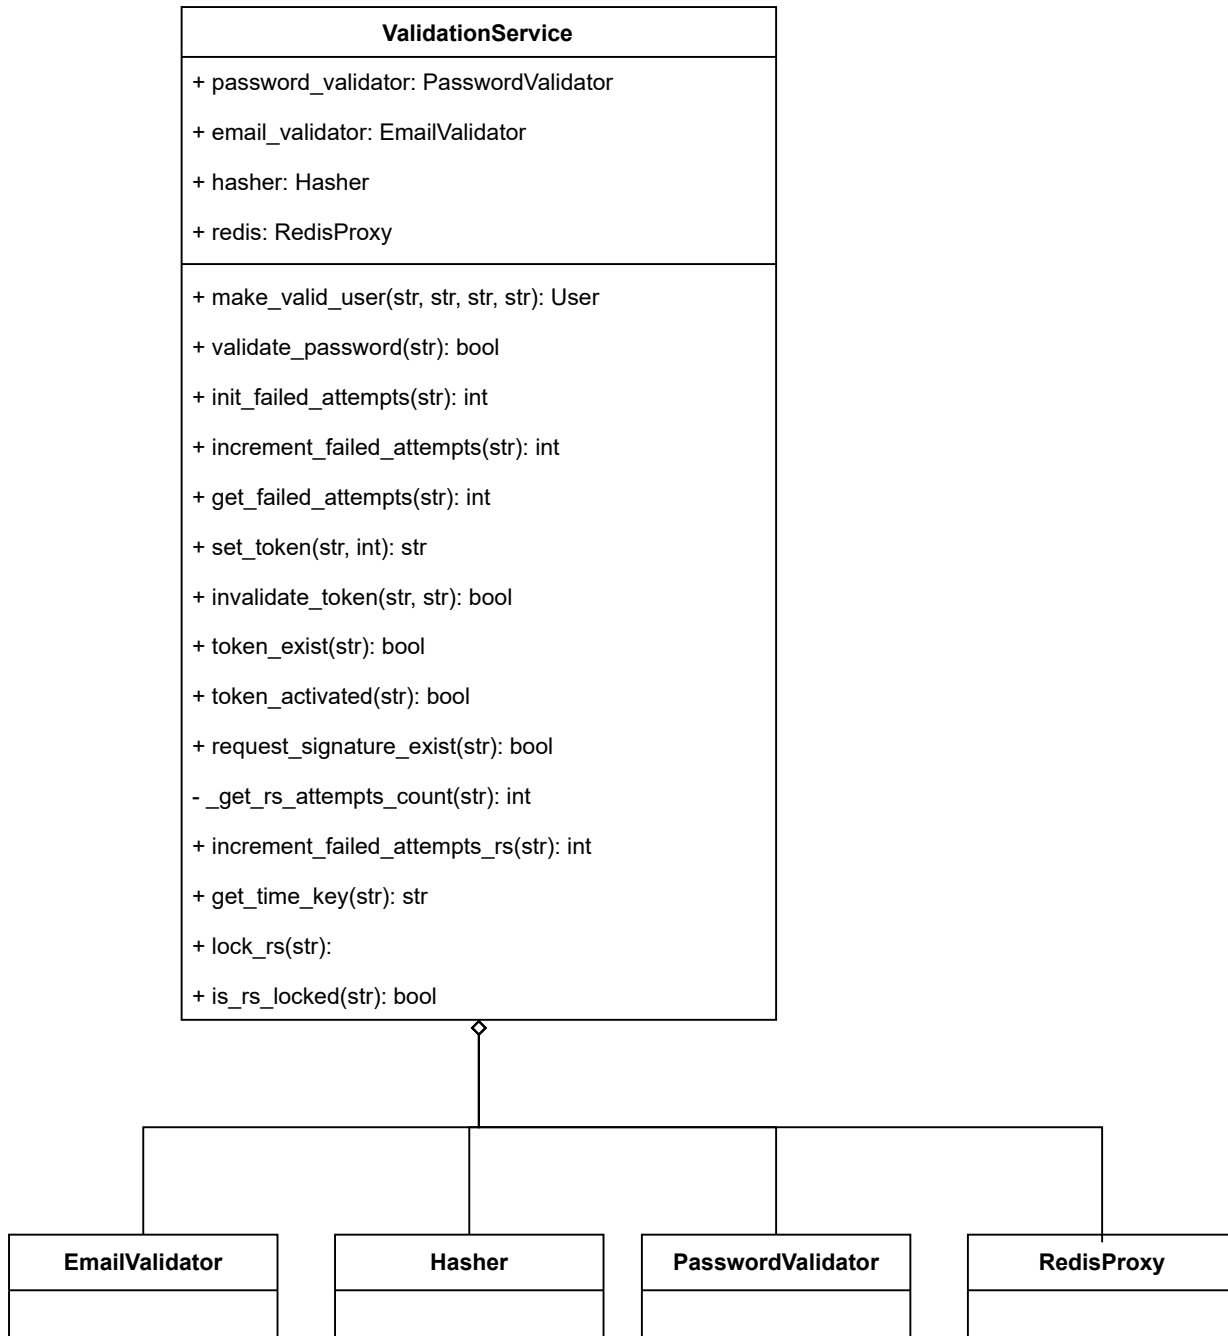 ValidationService
+ password_validator: PasswordValidator
+ email_validator: EmailValidator
+ hasher: Hasher
+ redis: RedisProxy
+ make_valid_user(str, str, str, str): User
+ validate_password(str): bool
+ init_failed_attempts(str): int
+ increment_failed_attempts(str): int
+ get_failed_attempts(str): int
+ set_token(str, int): str
+ invalidate_token(str, str): bool
+ token_exist(str): bool
+ token_activated(str): bool
+ request_signature_exist(str): bool
- _get_rs_attempts_count(str): int
+ increment_failed_attempts_rs(str): int
+ get_time_key(str): str
+ lock_rs(str):
+ is_rs_locked(str): bool
EmailValidator
Hasher
PasswordValidator
RedisProxy